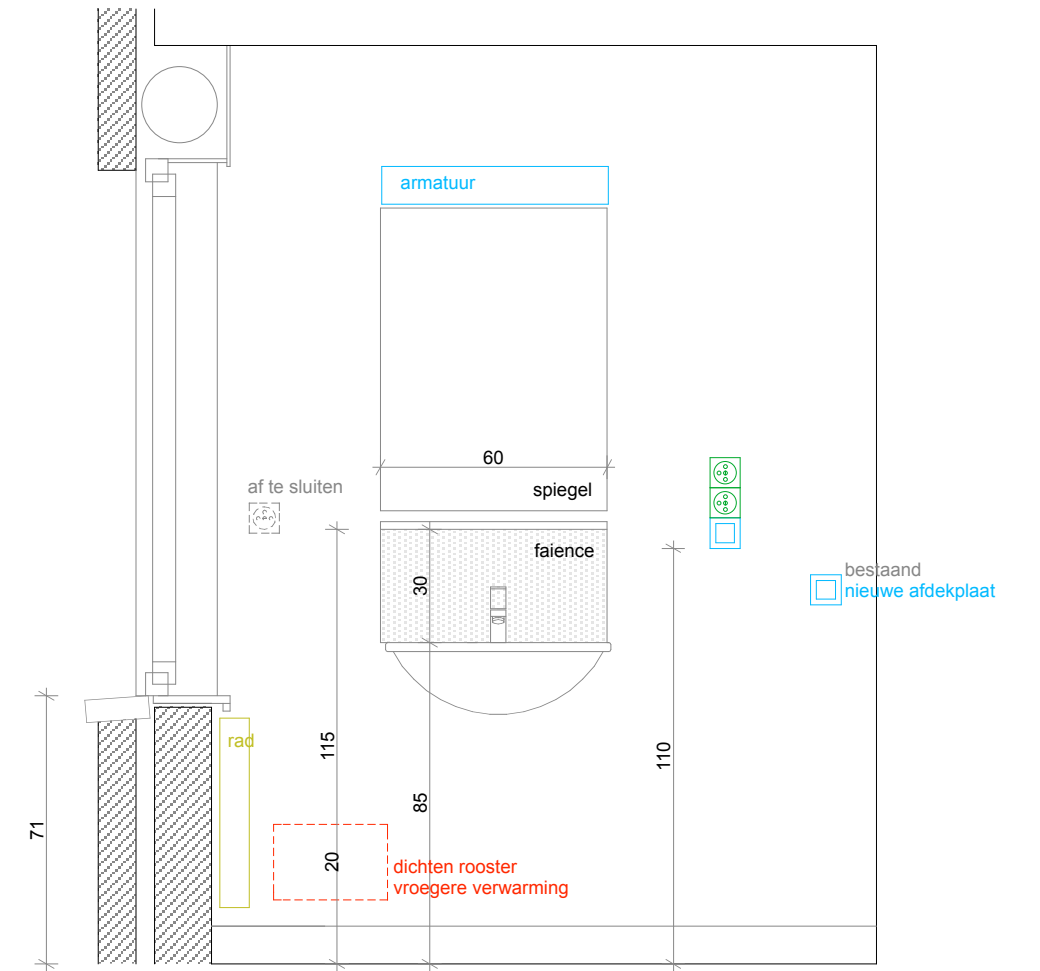 armatuur
60
spiegel
af te sluiten
faience
30
bestaand
nieuwe afdekplaat
rad
115
110
85
71
20
dichten rooster
vroegere verwarming